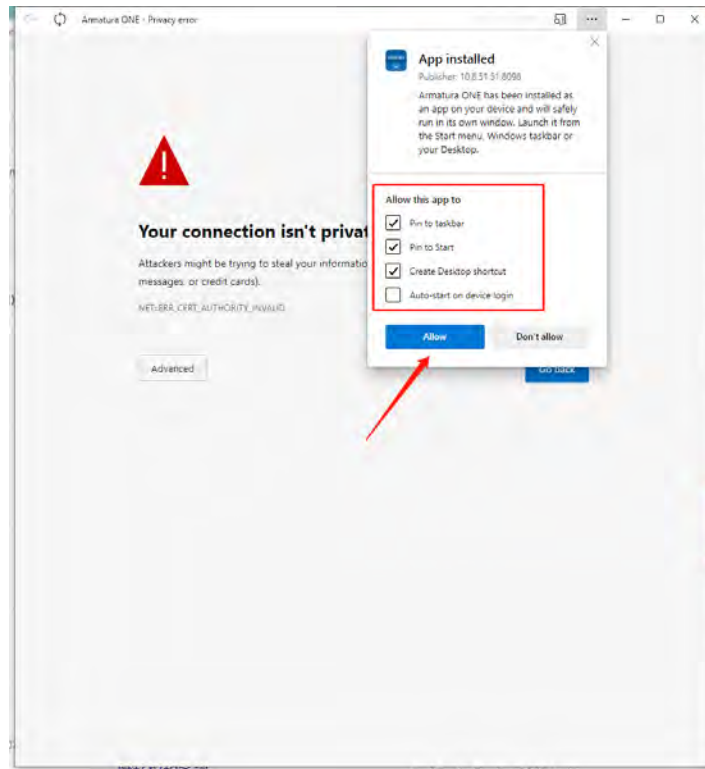 Armatura ONE - Privacy error
App installed
Publisher: 10.8.51.51:8098
Armatura ONE has been installed as
an app on your device and will safely
run in its own window. Launch it from
the Start menu, Windows taskbar or
your Desktop.
Allow this app to
Pin to taskbar
Pin to Start
Create Desktop shortcut
Auto-start on device login
Allow
Don't allow
Your connection isn't privat
Attackers might be trying to steal your informatio
messages, or credit cards).
NET::ERR_CERT_AUTHORITY_INVALID
Advanced
Go back